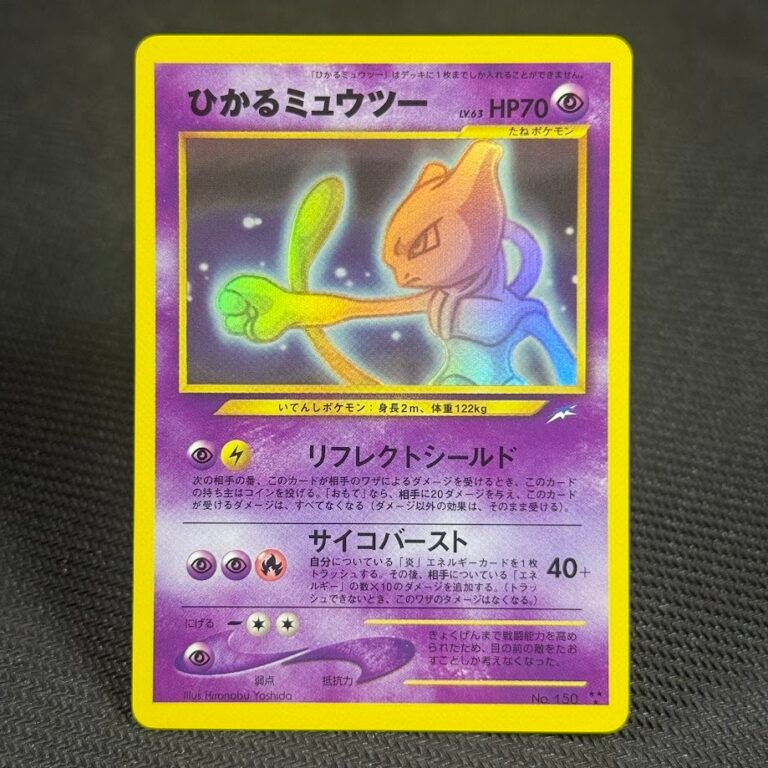 「ひかるミュウツー」はデッキに1枚までしか入れることができません。
ひかるミュウツー LV.63 HP70
たねポケモン
いでんしポケモン：身長2m、体重122kg
リフレクトシールド
次の相手の番、このカードが相手のワザによるダメージを受けるとき、このカード
の持ち主はコインを投げる。「おもて」なら、相手に20ダメージを与え、このカード
が受けるダメージは、すべてなくなる（ダメージ以外の効果は、そのまま受ける）。
サイコバースト
自分についている「炎」エネルギーカードを1枚
トラッシュする。その後、相手についている「エネ
ルギー」の数×10のダメージを追加する。（トラッ
シュできないとき、このワザのダメージはなくなる。）
40+
にげる
きょくげんまで戦闘能力を高め
られたため、目の前の敵をたお
すことしか考えなくなった。
弱点 抵抗力
Illus Hironobu Yoshida
No. 150